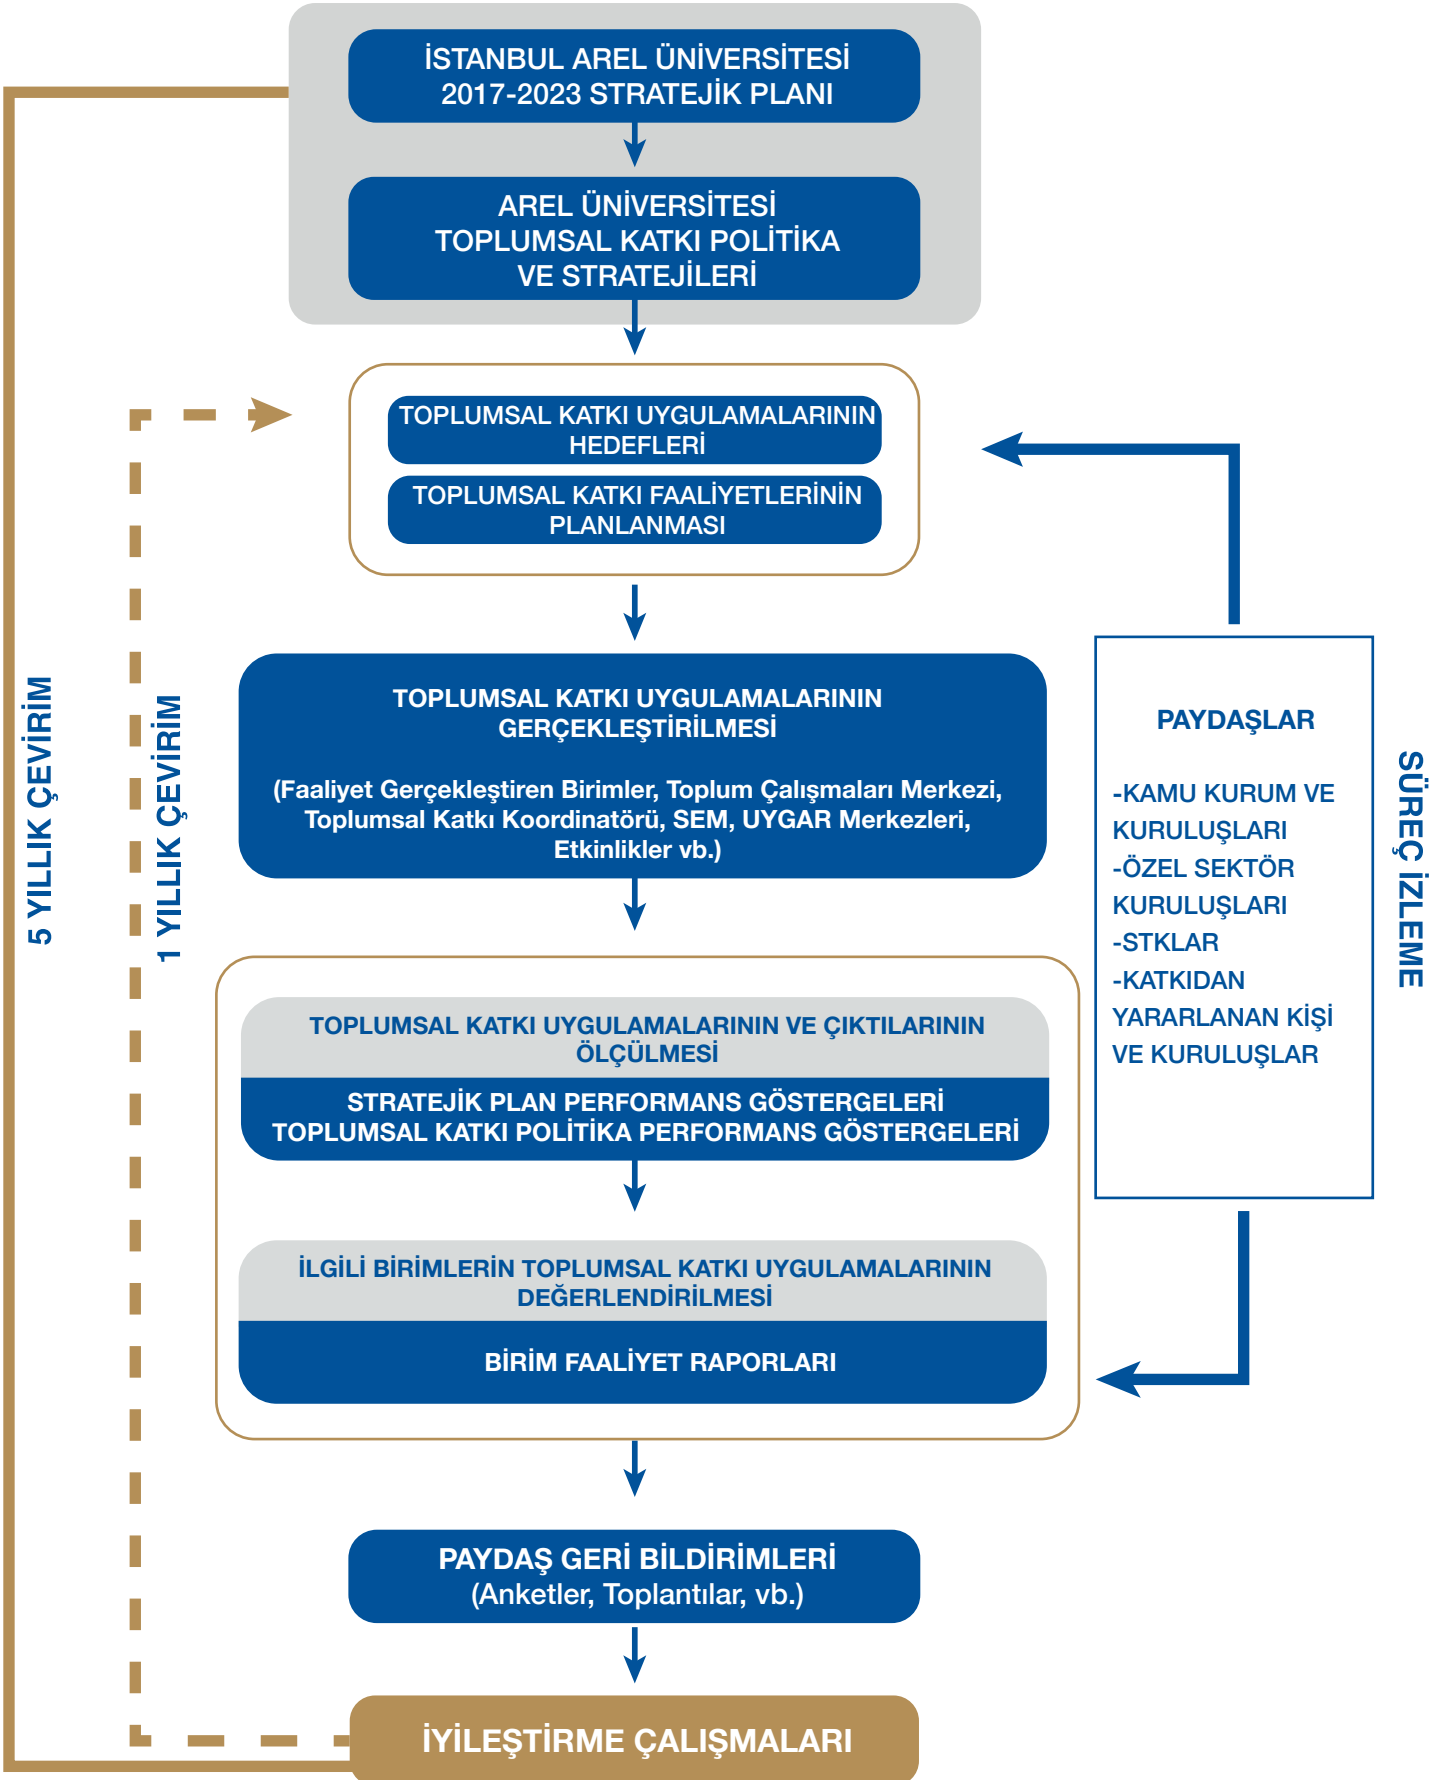 İSTANBUL AREL ÜNİVERSİTESİ
2017-2023 STRATEJİK PLANI
AREL ÜNİVERSİTESİ
TOPLUMSAL KATKI POLİTİKA
VE STRATEJİLERİ
TOPLUMSAL KATKI UYGULAMALARININ
HEDEFLERİ
TOPLUMSAL KATKI FAALİYETLERİNİN
PLANLANMASI
TOPLUMSAL KATKI UYGULAMALARININ
GERÇEKLEŞTİRİLMESİ
(Faaliyet Gerçekleştiren Birimler, Toplum Çalışmaları Merkezi,
Toplumsal Katkı Koordinatörü, SEM, UYGAR Merkezleri,
Etkinlikler vb.)
TOPLUMSAL KATKI UYGULAMALARININ VE ÇIKTILARININ
ÖLÇÜLMESİ
STRATEJİK PLAN PERFORMANS GÖSTERGELERİ
TOPLUMSAL KATKI POLİTİKA PERFORMANS GÖSTERGELERİ
İLGİLİ BİRİMLERİN TOPLUMSAL KATKI UYGULAMALARININ
DEĞERLENDİRİLMESİ
BİRİM FAALİYET RAPORLARI
PAYDAŞ GERİ BİLDİRİMLERİ
(Anketler, Toplantılar, vb.)
İYİLEŞTİRME ÇALIŞMALARI
5 YILLIK ÇEVİRİM
1 YILLIK ÇEVİRİM
PAYDAŞLAR
-KAMU KURUM VE
KURULUŞLARI
-ÖZEL SEKTÖR
KURULUŞLARI
-STKLAR
-KATKIDAN
YARARLANAN KİŞİ
VE KURULUŞLAR
SÜREÇ İZLEME